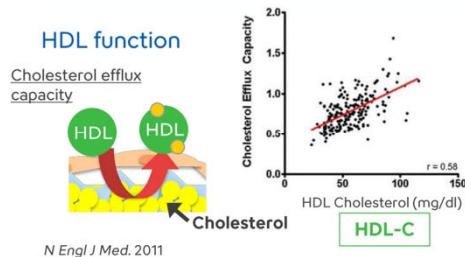 HDL function
Cholesterol efflux
capacity
HDL
HDL
Cholesterol
N Engl J Med. 2011
Cholesterol Efflux Capacity
2.0
1.5
1.0
0.5
0.0
0
50
100
150
r = 0.58
HDL Cholesterol (mg/dl)
HDL-C